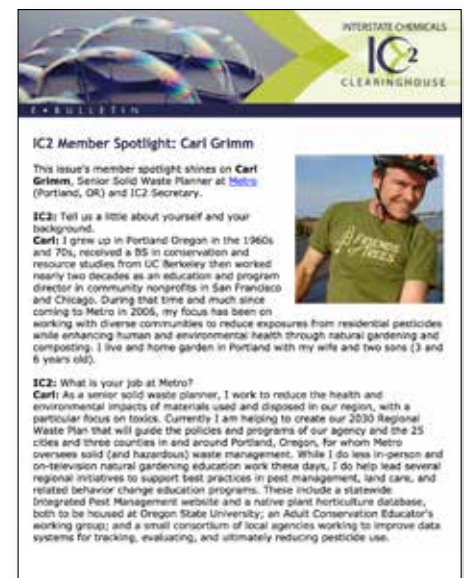 INTERSTATE CHEMICALS
IC2
CLEARINGHOUSE
E•BULLETIN
IC2 Member Spotlight: Carl Grimm
This issue's member spotlight shines on Carl
Grimm, Senior Solid Waste Planner at Metro
(Portland, OR) and IC2 Secretary.
IC2: Tell us a little about yourself and your
background.
Carl: I grew up in Portland Oregon in the 1960s
and 70s, received a BS in conservation and
resource studies from UC Berkeley then worked
nearly two decades as an education and program
director in community nonprofits in San Francisco
and Chicago. During that time and much since
coming to Metro in 2006, my focus has been on
working with diverse communities to reduce exposures from residential pesticides
while enhancing human and environmental health through natural gardening and
composting. I live and home garden in Portland with my wife and two sons (3 and
6 years old).
FRIENDS
OF
TREES
IC2: What is your job at Metro?
Carl: As a senior solid waste planner, I work to reduce the health and
environmental impacts of materials used and disposed in our region, with a
particular focus on toxics. Currently I am helping to create our 2030 Regional
Waste Plan that will guide the policies and programs of our agency and the 25
cities and three counties in and around Portland, Oregon, for whom Metro
oversees solid (and hazardous) waste management. While I do less in-person and
on-television natural gardening education work these days, I do help lead several
regional initiatives to support best practices in pest management, land care, and
related behavior change education programs. These include a statewide
Integrated Pest Management website and a native plant horticulture database,
both to be housed at Oregon State University; an Adult Conservation Educator's
working group; and a small consortium of local agencies working to improve data
systems for tracking, evaluating, and ultimately reducing pesticide use.